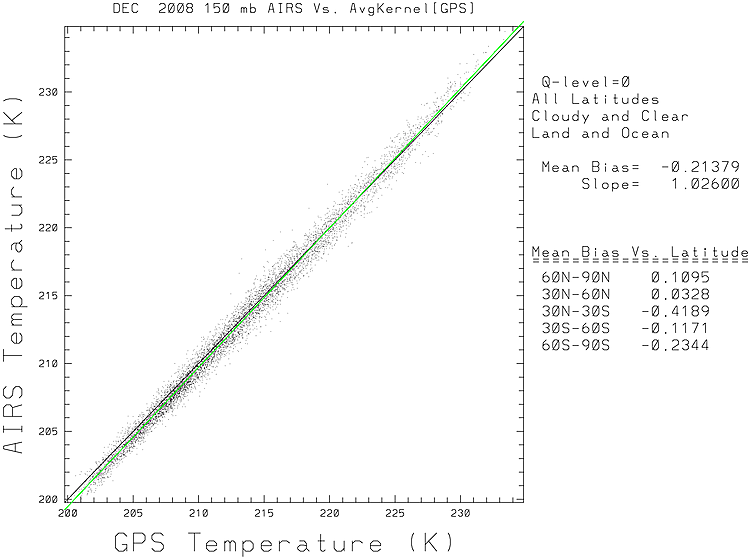 DEC 2008 150 mb AIRS Vs. AvgKernel[GPS]
AIRS Temperature (K)
230
225
220
215
210
205
200
200 205 210 215 220 225 230
GPS Temperature (K)
Q-level=0
All Latitudes
Cloudy and Clear
Land and Ocean
Mean Bias= -0.21379
Slope= 1.02600
Mean Bias Vs. Latitude
======================
60N-90N 0.1095
30N-60N 0.0328
30N-30S -0.4189
30S-60S -0.1171
60S-90S -0.2344